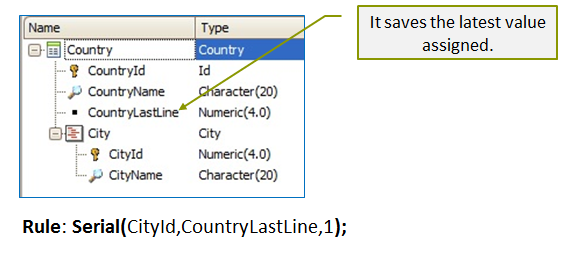 It saves the latest value
assigned.
Name Type
Country Country
CountryId Id
CountryName Character(20)
CountryLastLine Numeric(4.0)
City City
CityId Numeric(4.0)
CityName Character(20)
Rule: Serial(CityId,CountryLastLine,1);